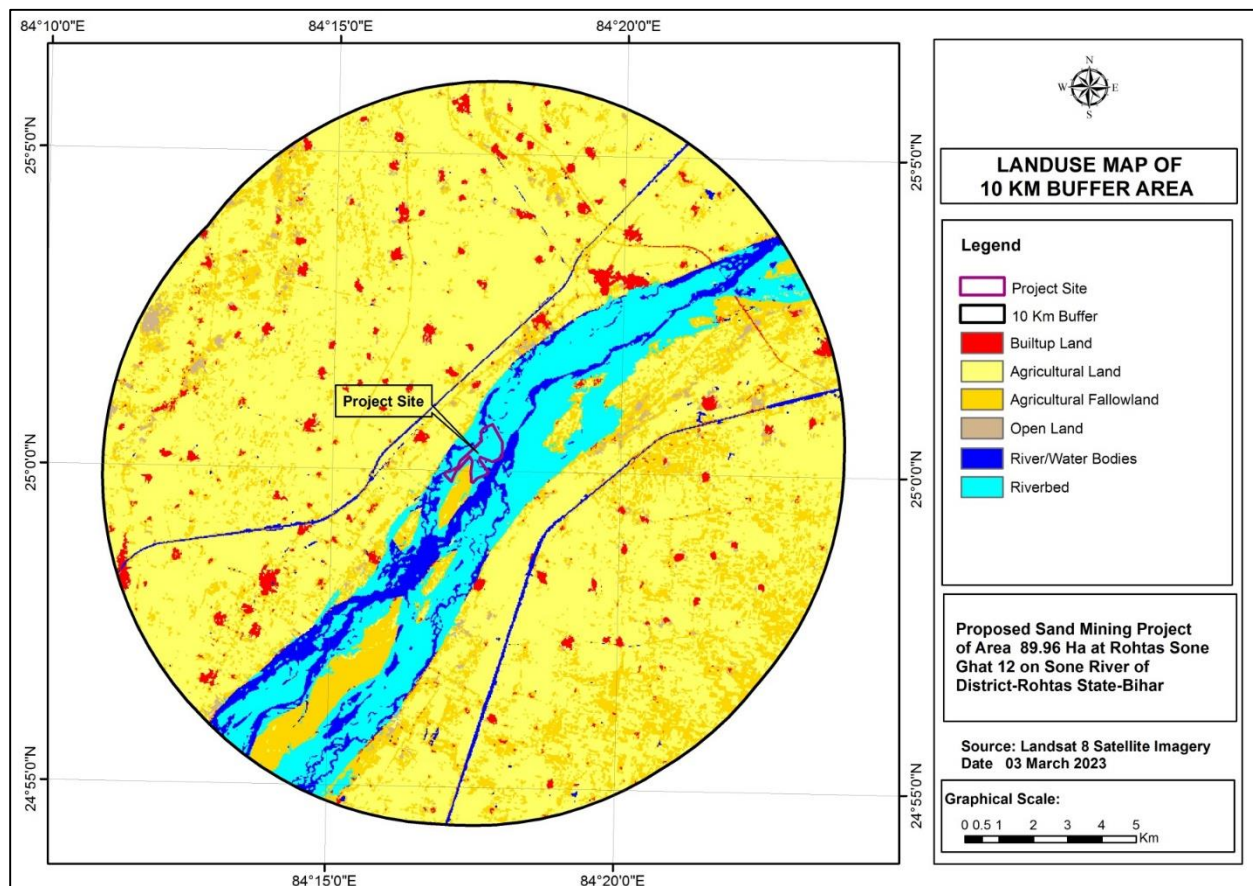 84°10'0"E 84°15'0"E 84°20'0"E
25°5'0"N 25°5'0"N
Project Site
25°0'0"N 25°0'0"N
24°55'0"N 24°55'0"N
84°15'0"E 84°20'0"E
N
W E
S
LANDUSE MAP OF
10 KM BUFFER AREA
Legend
Project Site
10 Km Buffer
Builtup Land
Agricultural Land
Agricultural Fallowland
Open Land
River/Water Bodies
Riverbed
Proposed Sand Mining Project
of Area 89.96 Ha at Rohtas Sone
Ghat 12 on Sone River of
District-Rohtas State-Bihar
Source: Landsat 8 Satellite Imagery
Date 03 March 2023
Graphical Scale:
0 0.5 1 2 3 4 5
Km